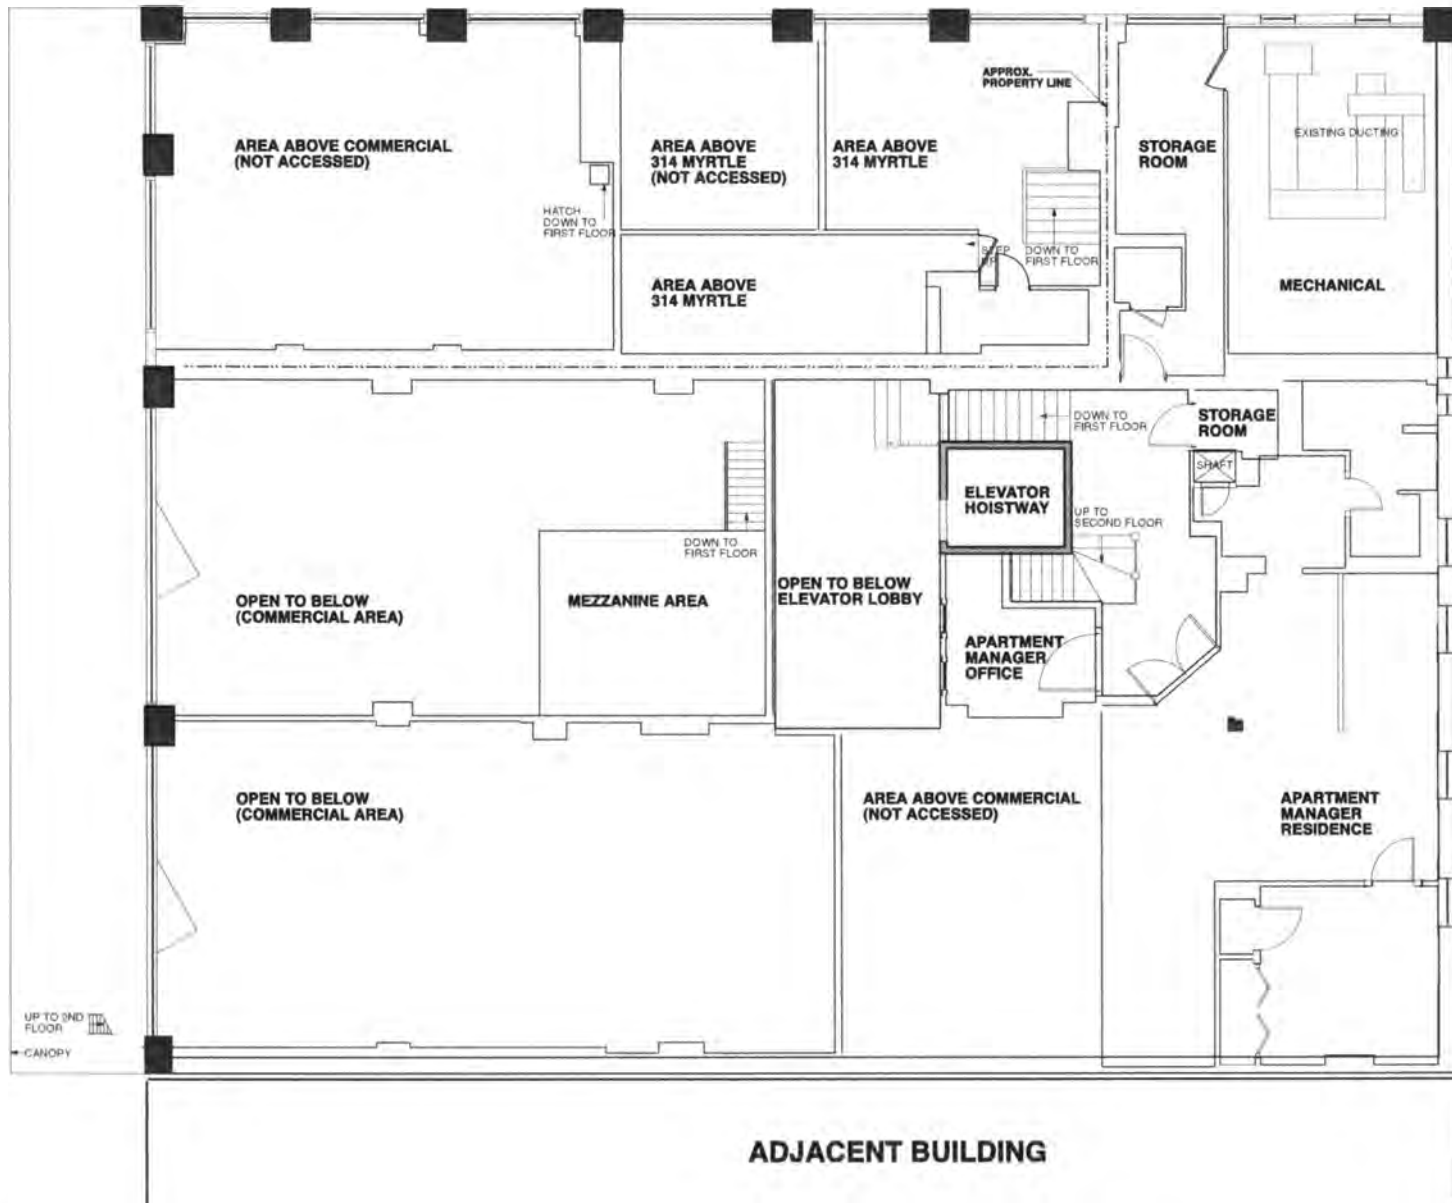 APPROX.
PROPERTY LINE
AREA ABOVE COMMERCIAL
(NOT ACCESSED)
AREA ABOVE
314 MYRTLE
(NOT ACCESSED)
AREA ABOVE
314 MYRTLE
STORAGE
ROOM
EXISTING DUCTING
HATCH
DOWN TO
FIRST FLOOR
STEP
UP
DOWN TO
FIRST FLOOR
AREA ABOVE
314 MYRTLE
MECHANICAL
DOWN TO
FIRST FLOOR
STORAGE
ROOM
SHAFT
ELEVATOR
HOISTWAY
UP TO
SECOND FLOOR
DOWN TO
FIRST FLOOR
OPEN TO BELOW
(COMMERCIAL AREA)
MEZZANINE AREA
OPEN TO BELOW
ELEVATOR LOBBY
APARTMENT
MANAGER
OFFICE
OPEN TO BELOW
(COMMERCIAL AREA)
AREA ABOVE COMMERCIAL
(NOT ACCESSED)
APARTMENT
MANAGER
RESIDENCE
UP TO 2ND
FLOOR
CANOPY
ADJACENT BUILDING